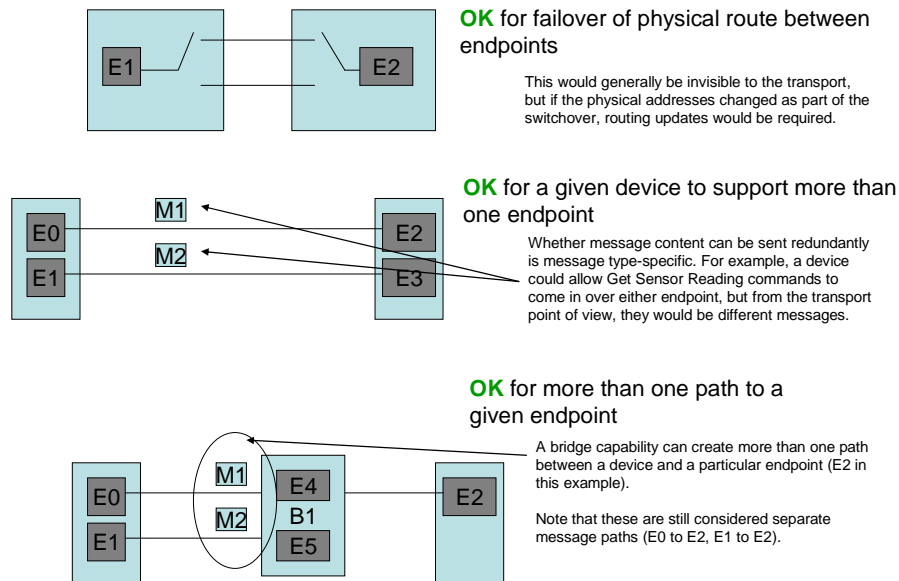 OK for failover of physical route between
endpoints
E1
E2
This would generally be invisible to the transport,
but if the physical addresses changed as part of the
switchover, routing updates would be required.
OK for a given device to support more than
one endpoint
M1
E0
E2
M2
E1
E3
Whether message content can be sent redundantly
is message type-specific. For example, a device
could allow Get Sensor Reading commands to
come in over either endpoint, but from the transport
point of view, they would be different messages.
OK for more than one path to a
given endpoint
A bridge capability can create more than one path
between a device and a particular endpoint (E2 in
this example).
Note that these are still considered separate
message paths (E0 to E2, E1 to E2).
M1
E0
E4
E2
M2
B1
E1
E5